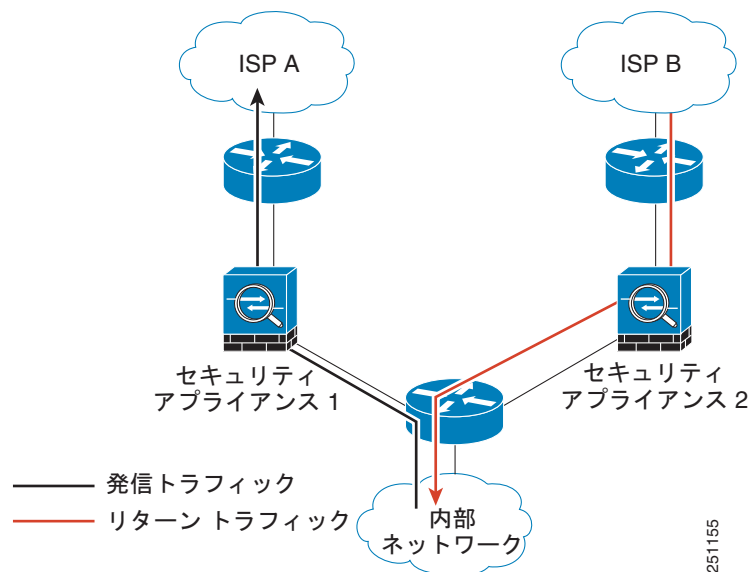 ISP A
ISP B
セキュリティ
アプライアンス 1
セキュリティ
アプライアンス 2
発信トラフィック
リターン トラフィック
内部
ネットワーク
251155